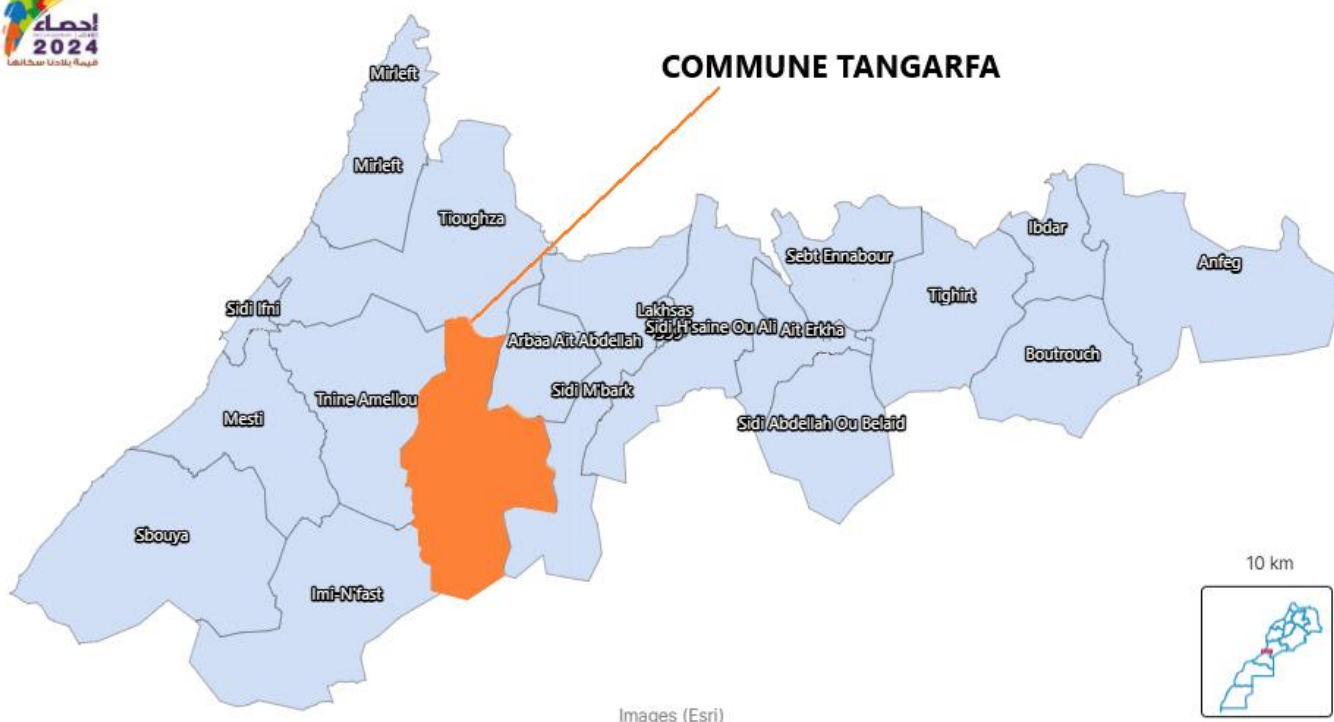 إحصاء
2024
قيمة بلادنا سكانها
COMMUNE TANGARFA
Mirleft
Mirleft
Tioughza
Ibdar
Sebt Ennabour
Anfeg
Tighirt
Sidi Ifni
Lakhsas
Sidi H'saine Ou Ali
Ait Erkha
Arbaa Ait Abdellah
Boutrouch
Sidi M'bark
Tnine Amellou
Mesti
Sidi Abdellah Ou Belaid
Sbouya
Imi-N'fast
10 km
Images (Esri)